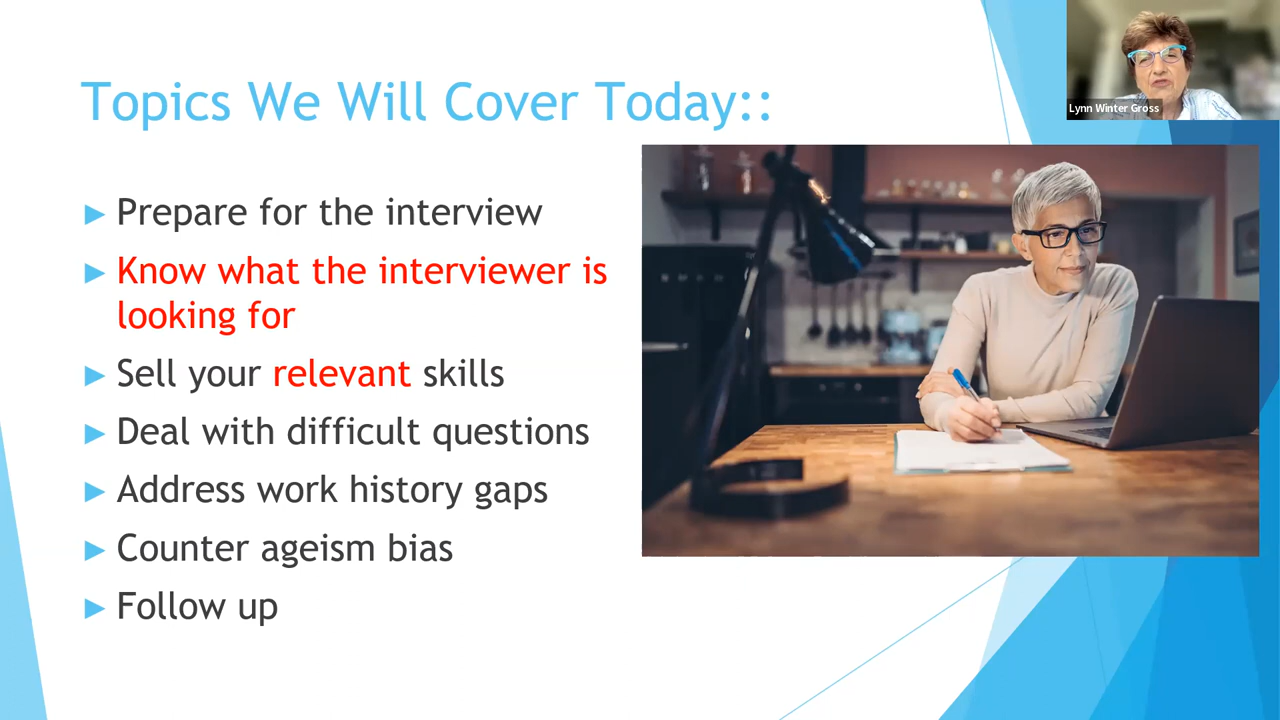 Topics We Will Cover Today::
Lynn Winter Gross
► Prepare for the interview
► Know what the interviewer is
looking for
► Sell your relevant skills
► Deal with difficult questions
► Address work history gaps
► Counter ageism bias
► Follow up